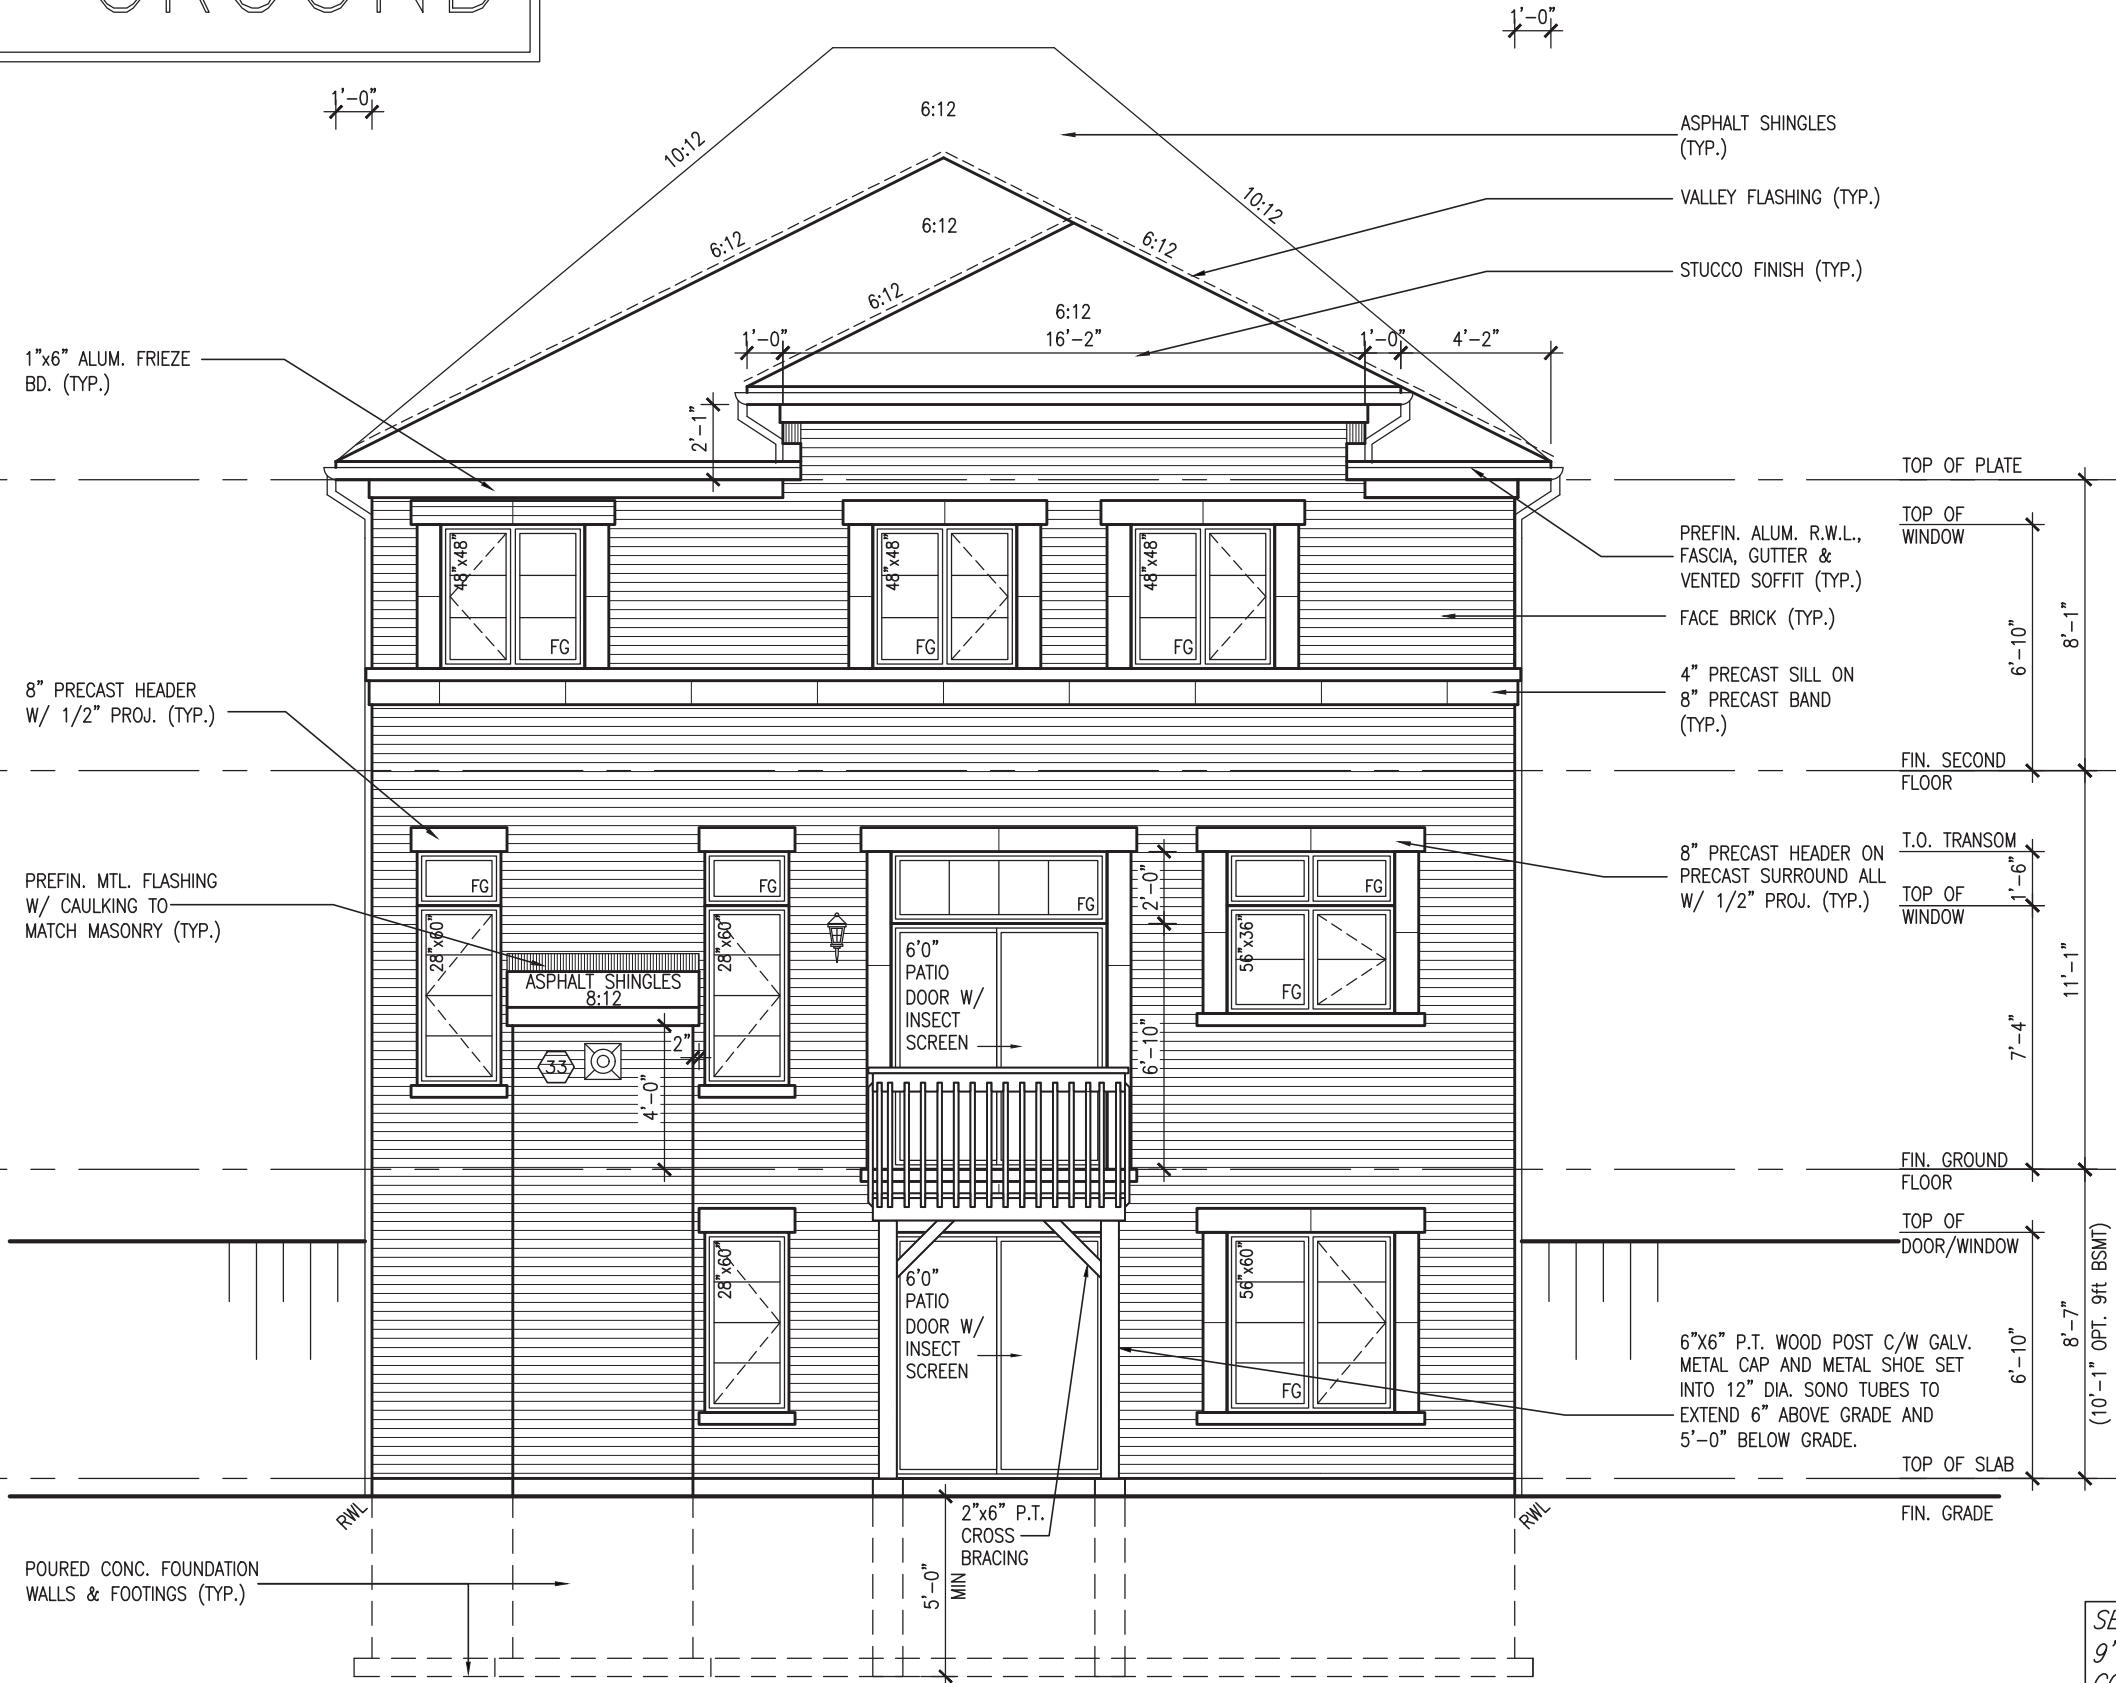 GROUND
1'-0"
1'-0"
6:12
10:12
10:12
ASPHALT SHINGLES
(TYP.)
VALLEY FLASHING (TYP.)
6:12
6:12
6:12
STUCCO FINISH (TYP.)
6:12
6:12
1'-0"
16'-2"
1'-0"
4'-2"
1"x6" ALUM. FRIEZE
BD. (TYP.)
2'-1"
TOP OF PLATE
TOP OF
WINDOW
PREFIN. ALUM. R.W.L.,
FASCIA, GUTTER &
VENTED SOFFIT (TYP.)
48"x48"
FG
48"x48"
FG
48"x48"
FG
FACE BRICK (TYP.)
6'-10"
8'-1"
8" PRECAST HEADER
W/ 1/2" PROJ. (TYP.)
4" PRECAST SILL ON
8" PRECAST BAND
(TYP.)
FIN. SECOND
FLOOR
T.O. TRANSOM
1'-6"
TOP OF
WINDOW
8" PRECAST HEADER ON
PRECAST SURROUND ALL
W/ 1/2" PROJ. (TYP.)
PREFIN. MTL. FLASHING
W/ CAULKING TO
MATCH MASONRY (TYP.)
FG
28"x60"
FG
28"x60"
FG
2'-0"
FG
56"x36"
FG
ASPHALT SHINGLES
8:12
6'0"
PATIO
DOOR W/
INSECT
SCREEN
6'-10"
33
2"
4'-0"
7'-4"
11'-1"
FIN. GROUND
FLOOR
TOP OF
DOOR/WINDOW
28"x60"
6'0"
PATIO
DOOR W/
INSECT
SCREEN
56"x60"
FG
6"X6" P.T. WOOD POST C/W GALV.
METAL CAP AND METAL SHOE SET
INTO 12" DIA. SONO TUBES TO
EXTEND 6" ABOVE GRADE AND
5'-0" BELOW GRADE.
6'-10"
8'-7"
(10'-1" OPT. 9ft BSMT)
TOP OF SLAB
FIN. GRADE
RWL
RWL
2"x6" P.T.
CROSS
BRACING
5'-0"
MIN
POURED CONC. FOUNDATION
WALLS & FOOTINGS (TYP.)
9'